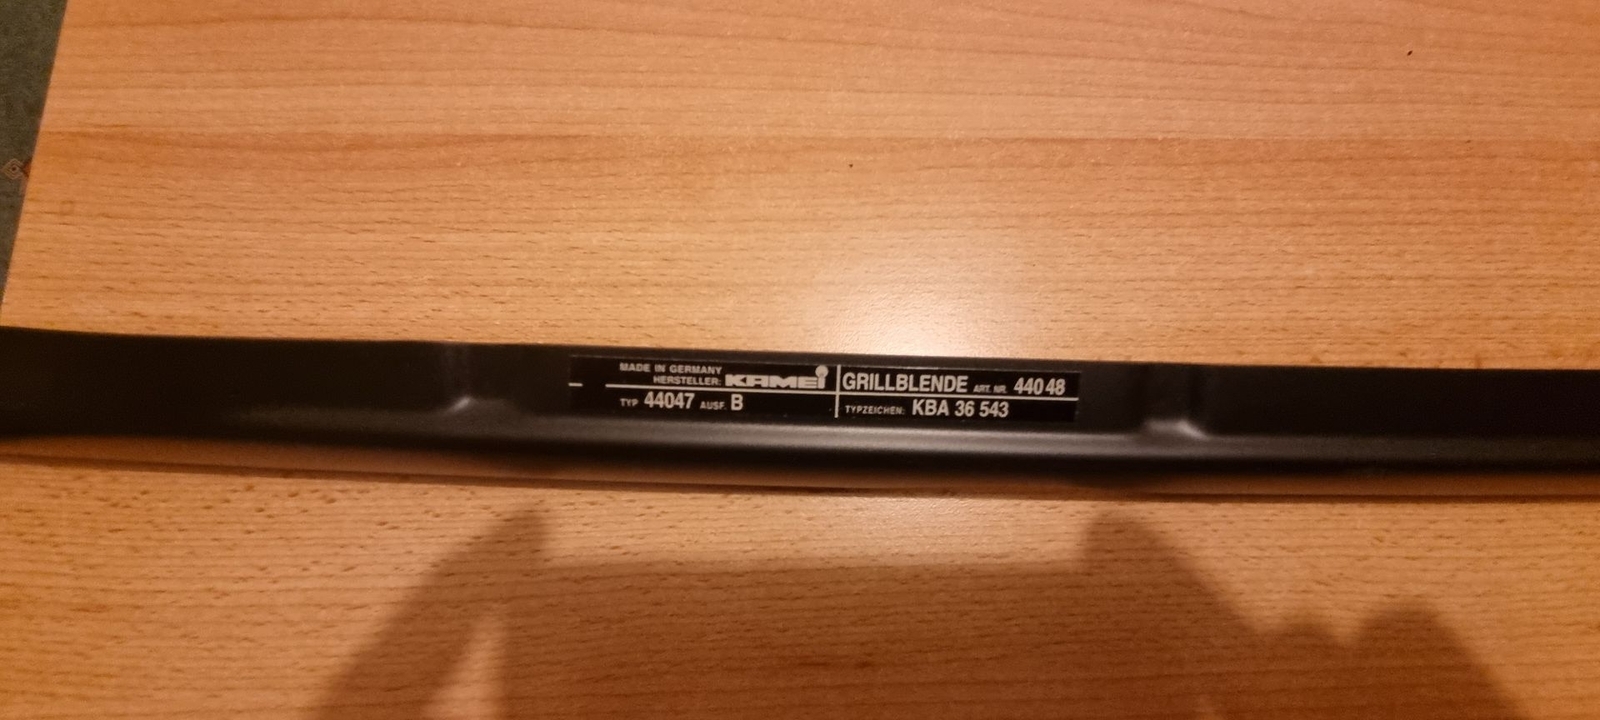 MADE IN GERMANY
HERSTELLER: KAMEI
TYP 44047 AUSF. B
GRILLBLENDE ART. NR. 440 48
TYPZEICHEN: KBA 36 543